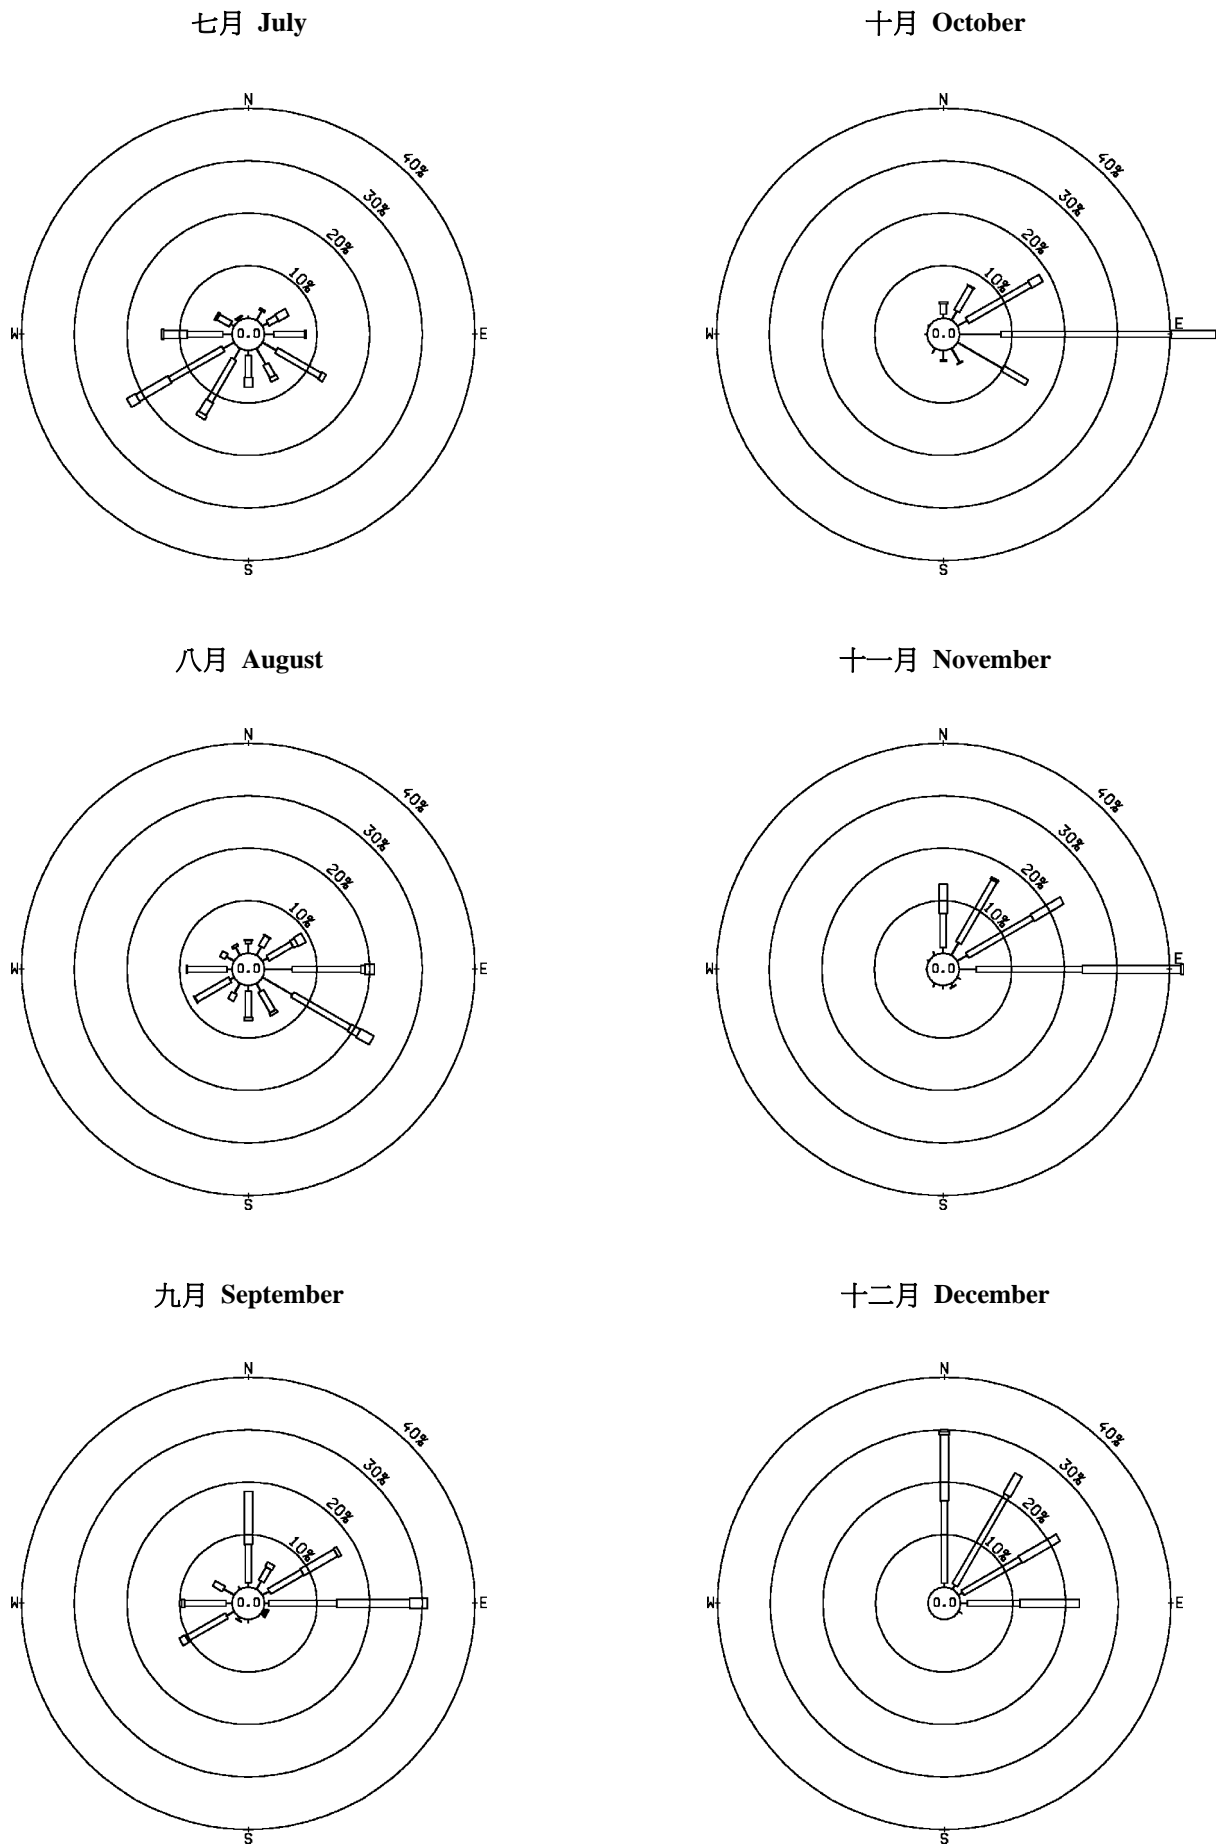 七月 July
十月 October
N
N
40%
40%
30%
30%
20%
20%
10%
10%
W
0.0
E
W
0.0
E
S
S
八月 August
十一月 November
N
N
40%
40%
30%
30%
20%
20%
10%
10%
W
0.0
E
W
0.0
E
S
S
九月 September
十二月 December
N
N
40%
40%
30%
30%
20%
20%
10%
10%
W
0.0
E
W
0.0
E
S
S